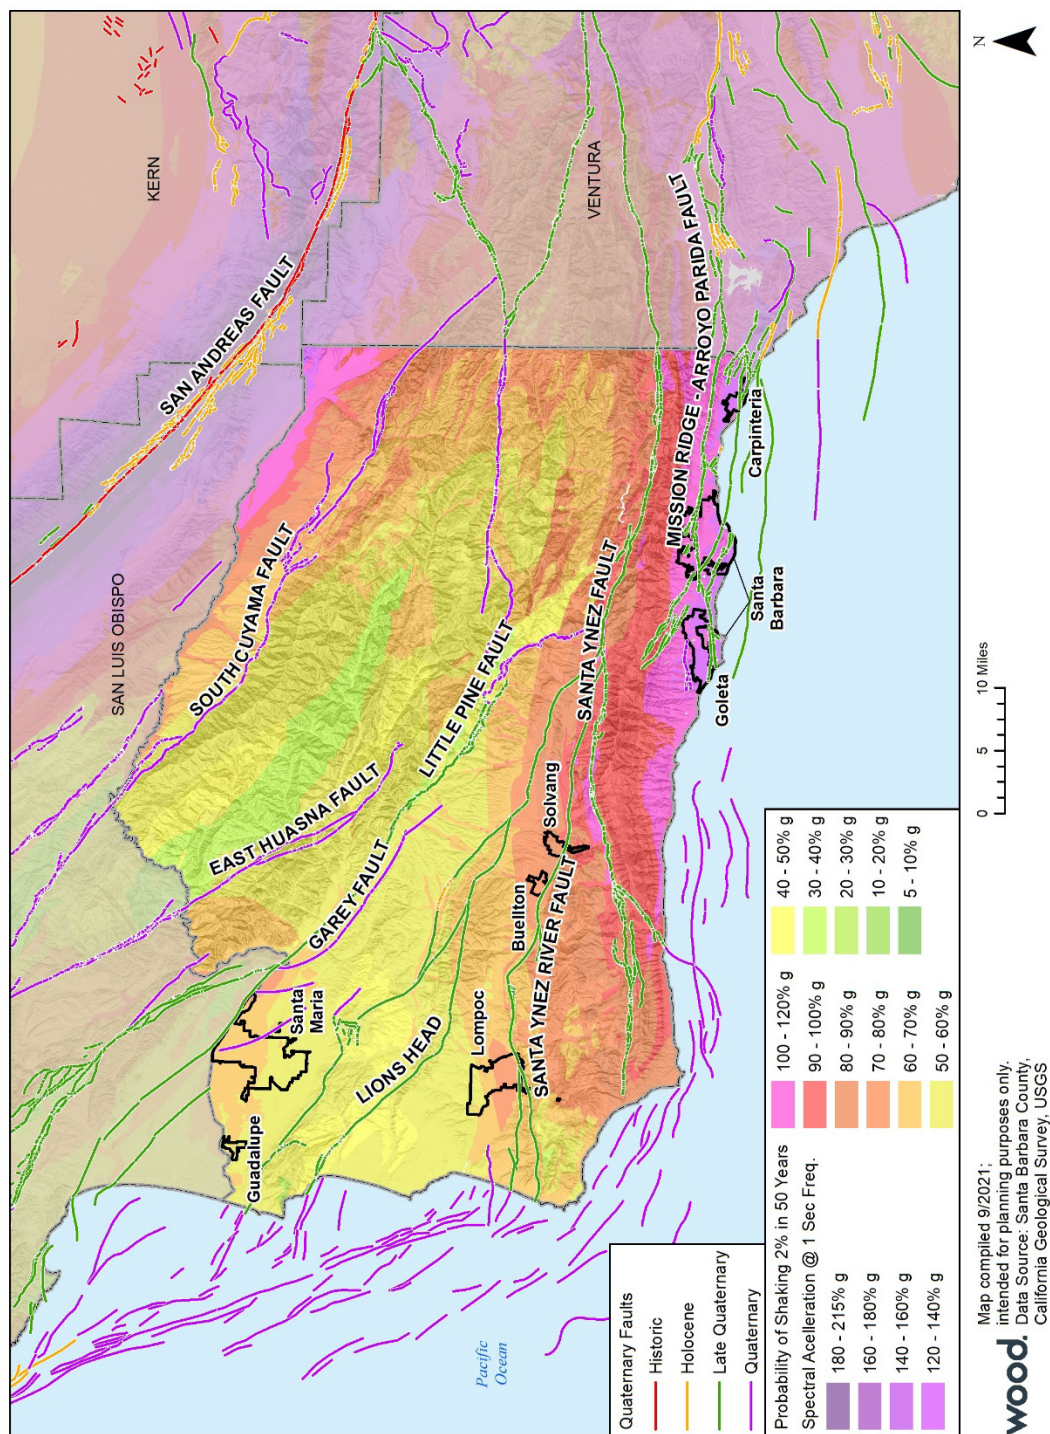 KERN
SAN ANDREAS FAULT
SAN LUIS OBISPO
SOUTH CUYAMA FAULT
VENTURA
EAST HUASNA FAULT
LITTLE PINE FAULT
GAREY FAULT
Santa
Maria
Guadalupe
LIONS HEAD
SANTA YNEZ FAULT
MISSION RIDGE - ARROYO PARIDA FAULT
Solvang
Buellton
Lompoc
SANTA YNEZ RIVER FAULT
Carpinteria
Santa
Barbara
Goleta
Pacific
Ocean
N
0 5 10 Miles
Quaternary Faults
Historic
Holocene
Late Quaternary
Quaternary
Probability of Shaking 2% in 50 Years
Spectral Acelleration @ 1 Sec Freq.
180 - 215% g
160 - 180% g
140 - 160% g
120 - 140% g
100 - 120% g
90 - 100% g
80 - 90% g
70 - 80% g
60 - 70% g
50 - 60% g
40 - 50% g
30 - 40% g
20 - 30% g
10 - 20% g
5 - 10% g
wood.
Map compiled 9/2021;
intended for planning purposes only.
Data Source: Santa Barbara County,
California Geological Survey, USGS